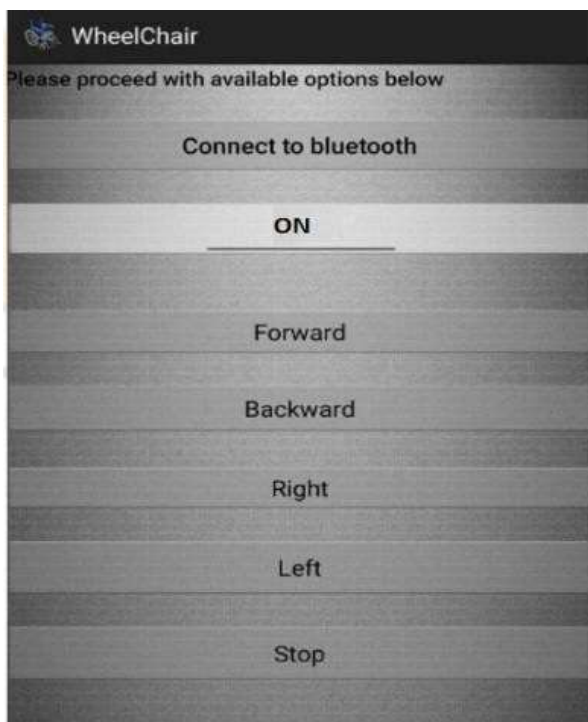 WheelChair
Please proceed with available options below
Connect to bluetooth
ON
Forward
Backward
Right
Left
Stop